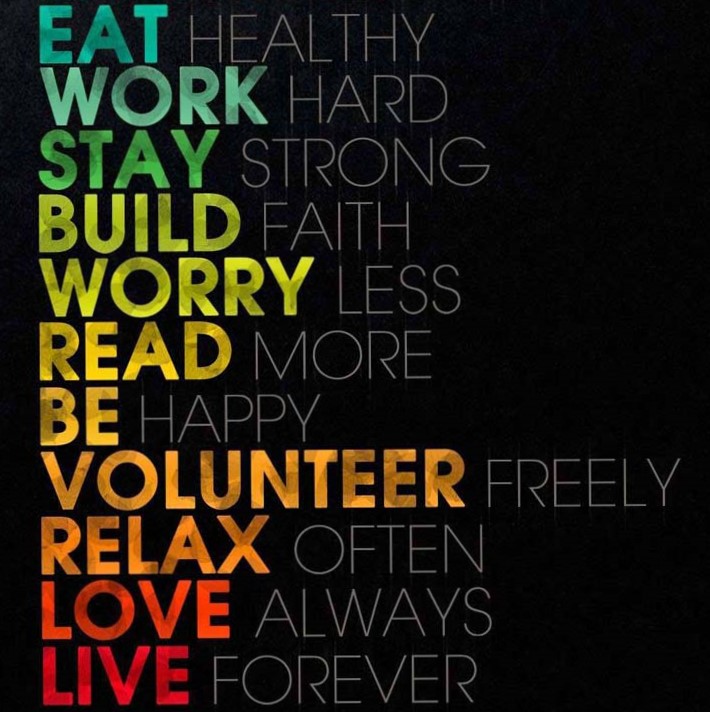 EAT HEALTHY
WORK HARD
STAY STRONG
BUILD FAITH
WORRY LESS
READ MORE
BE HAPPY
VOLUNTEER FREELY
RELAX OFTEN
LOVE ALWAYS
LIVE FOREVER